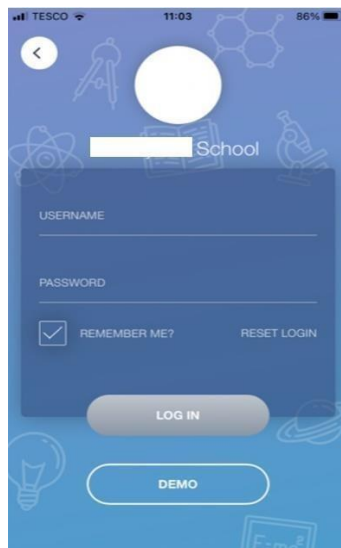 TESCO 11:03 86%
School
USERNAME
PASSWORD
REMEMBER ME? RESET LOGIN
LOG IN
DEMO